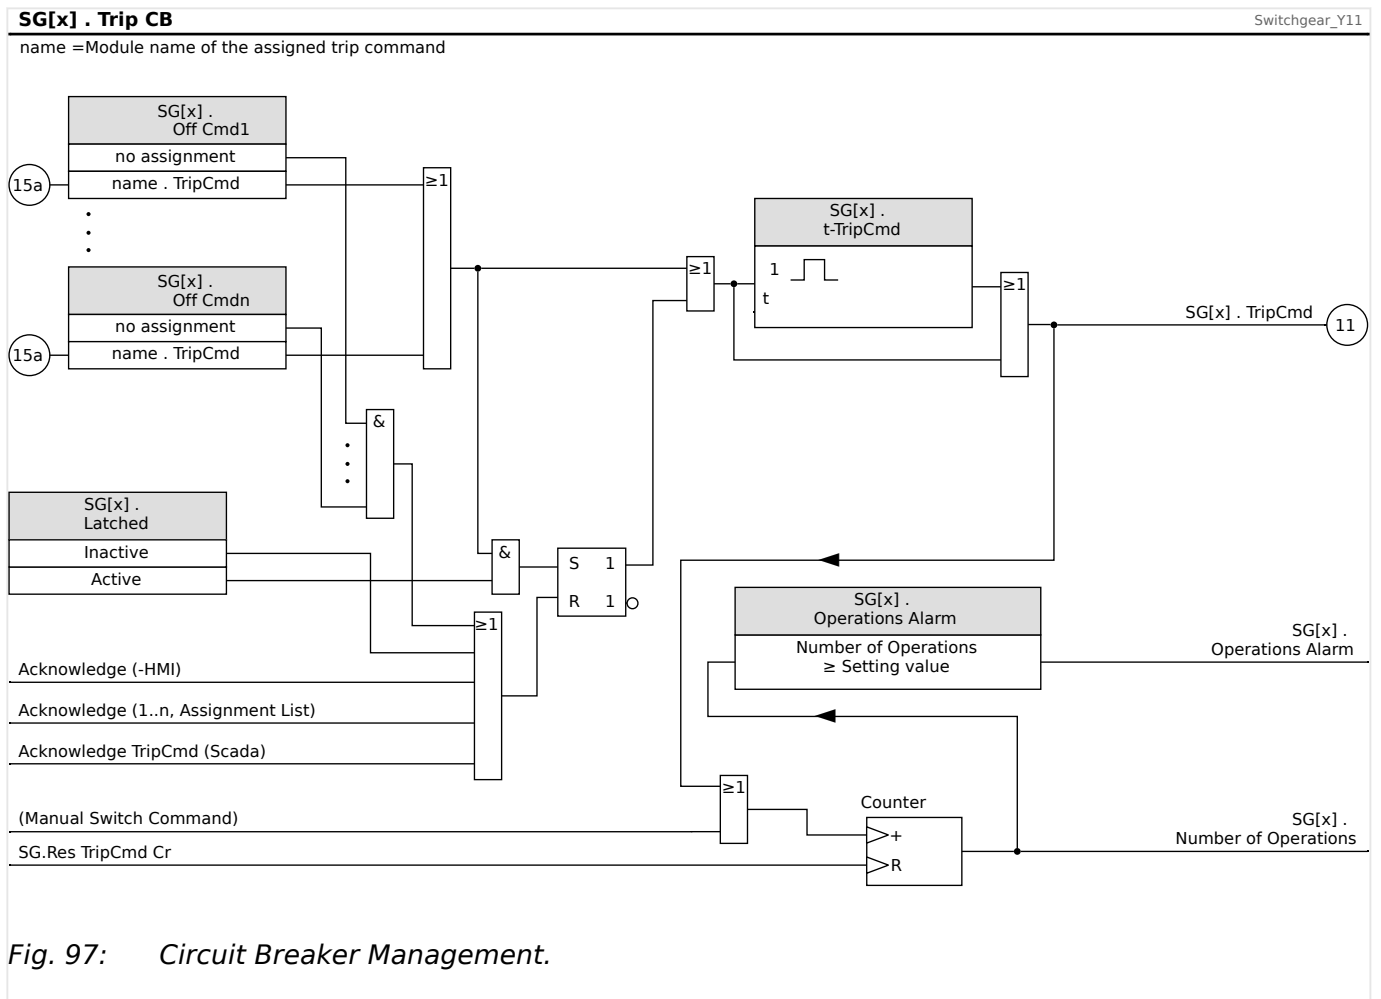 SG[x] . Trip CB
Switchgear_Y11
name =Module name of the assigned trip command
SG[x] .
Off Cmd1
no assignment
15a
name . TripCmd
≥1
SG[x] .
t-TripCmd
1
t
≥1
≥1
SG[x] . TripCmd
11
SG[x] .
Off Cmdn
no assignment
15a
name . TripCmd
&
SG[x] .
Latched
Inactive
Active
&
S 1
R 1
≥1
Acknowledge (-HMI)
Acknowledge (1..n, Assignment List)
Acknowledge TripCmd (Scada)
SG[x] .
Operations Alarm
Number of Operations
≥ Setting value
SG[x] .
Operations Alarm
≥1
(Manual Switch Command)
SG.Res TripCmd Cr
Counter
+
R
SG[x] .
Number of Operations
Fig. 97: Circuit Breaker Management.